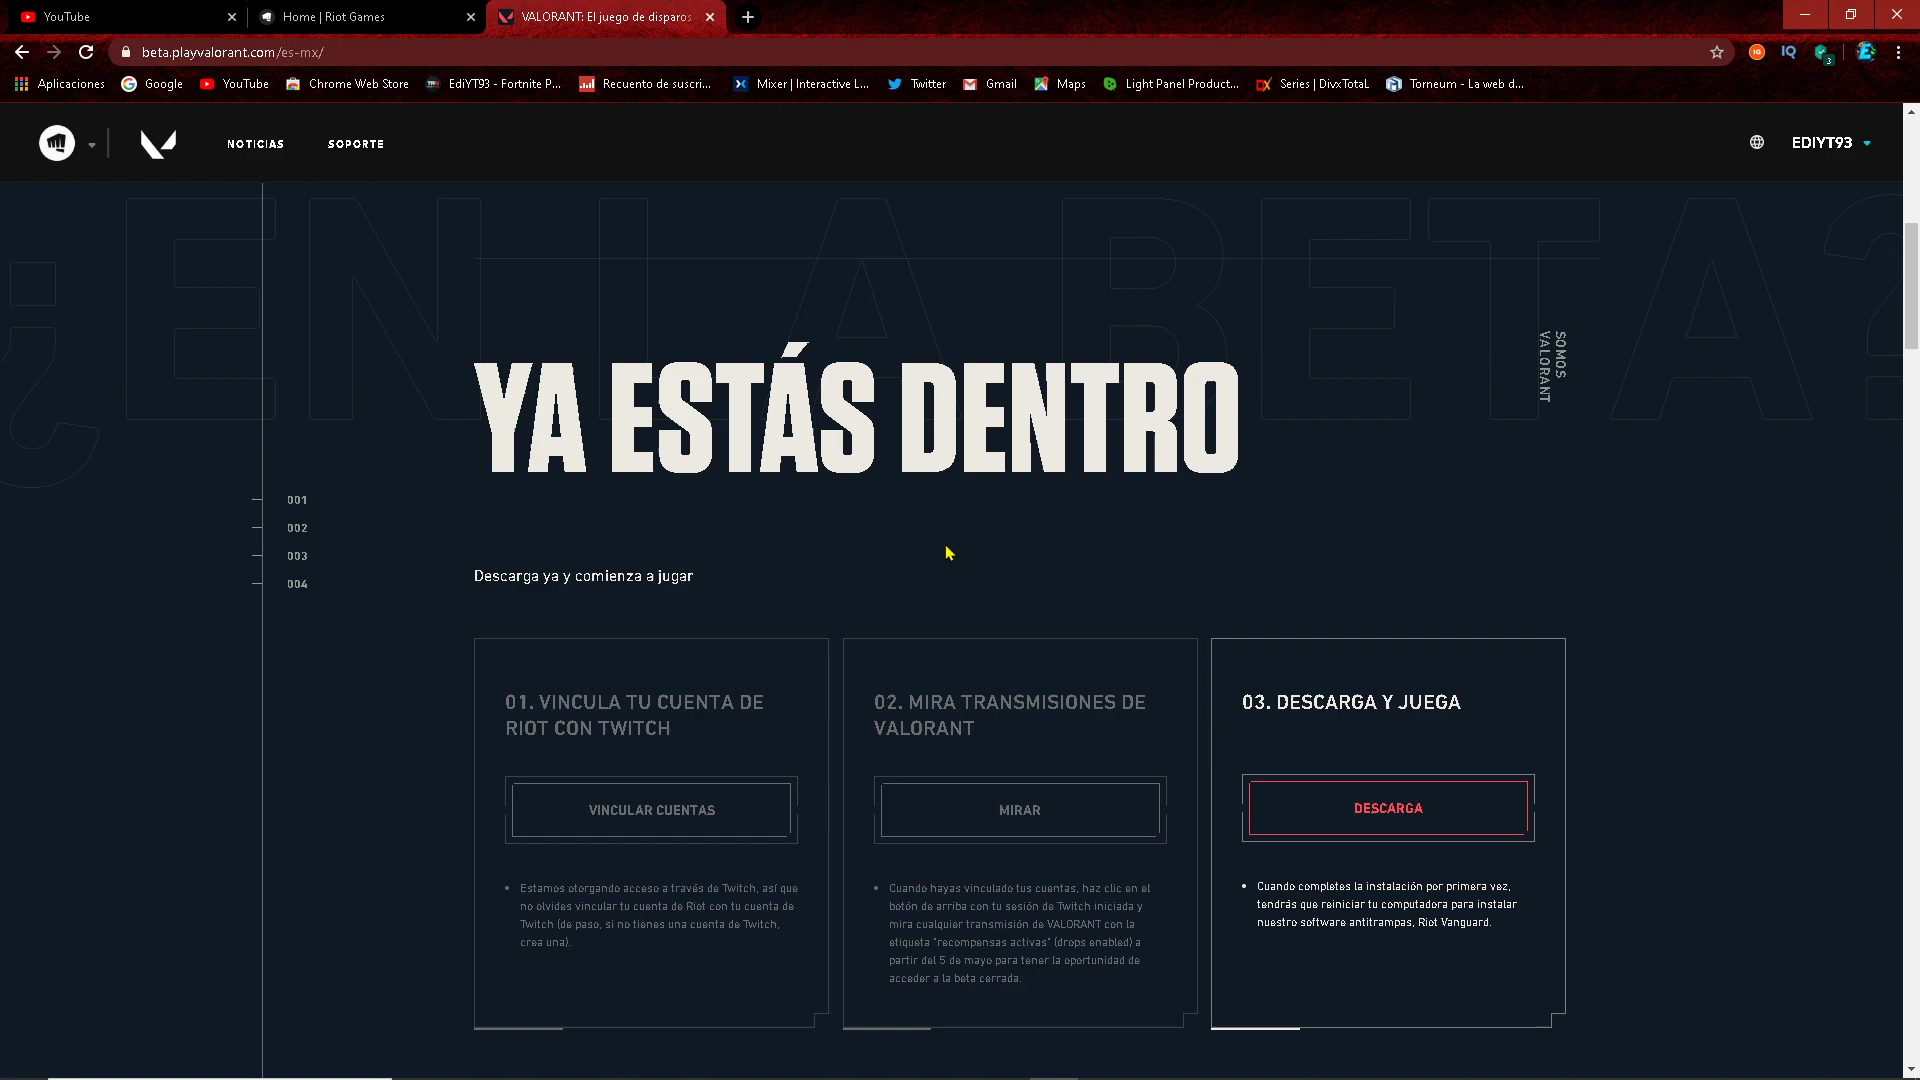 YouTube
Home | Riot Games
VALORANT: El juego de disparos
beta.playvalorant.com/es-mx/
IQ
3
Aplicaciones
Google
YouTube
Chrome Web Store
EdiYT93 - Fortnite P...
Recuento de suscri...
Mixer | Interactive L...
Twitter
Gmail
Maps
Light Panel Product...
Series | DivxTotaL
Torneum - La web d...
NOTICIAS
SOPORTE
EDIYT93
¿EN LA BETA?
SOMOS
VALORANT
YA ESTÁS DENTRO
001
002
003
004
Descarga ya y comienza a jugar
01. VINCULA TU CUENTA DE
RIOT CON TWITCH
VINCULAR CUENTAS
• Estamos otorgando acceso a través de Twitch, así que
no olvides vincular tu cuenta de Riot con tu cuenta de
Twitch (de paso, si no tienes una cuenta de Twitch,
crea una).
02. MIRA TRANSMISIONES DE
VALORANT
MIRAR
• Cuando hayas vinculado tus cuentas, haz clic en el
botón de arriba con tu sesión de Twitch iniciada y
mira cualquier transmisión de VALORANT con la
etiqueta "recompensas activas" (drops enabled) a
partir del 5 de mayo para tener la oportunidad de
acceder a la beta cerrada.
03. DESCARGA Y JUEGA
DESCARGA
• Cuando completes la instalación por primera vez,
tendrás que reiniciar tu computadora para instalar
nuestro software antitrampas, Riot Vanguard.